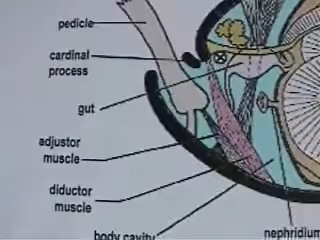 pedicle
cardinal
process
gut
adjustor
muscle
diductor
muscle
body cavity
nephridium